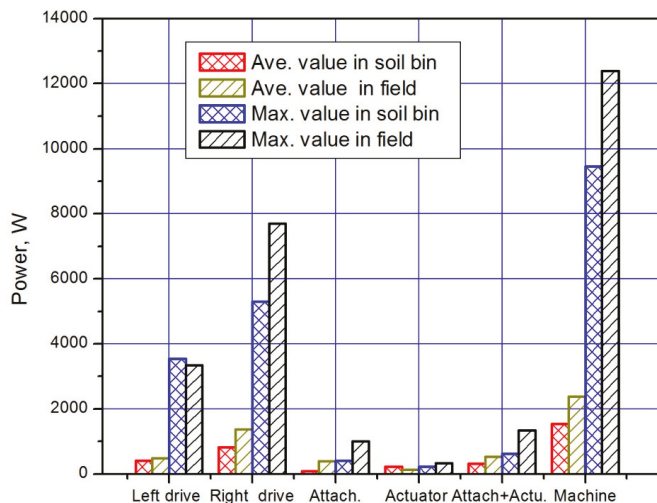 14000
12000
10000
8000
6000
4000
2000
0
Power, W
Ave. value in soil bin
Ave. value in field
Max. value in soil bin
Max. value in field
Left drive Right drive Attach. Actuator Attach+Actu. Machine